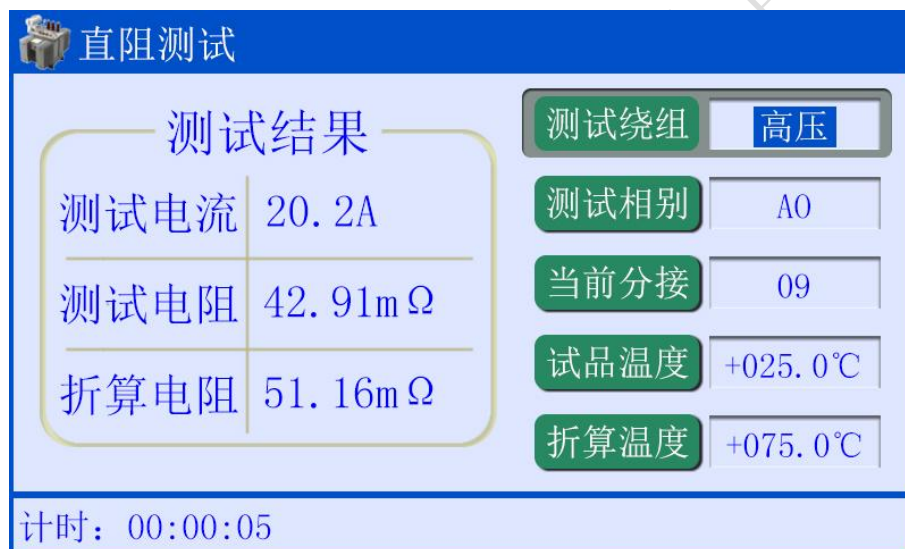 直阻测试
测试结果
测试电流 20.2A
测试电阻 42.91mΩ
折算电阻 51.16mΩ
测试绕组 高压
测试相别 AO
当前分接 09
试品温度 +025.0℃
折算温度 +075.0℃
计时：00:00:05